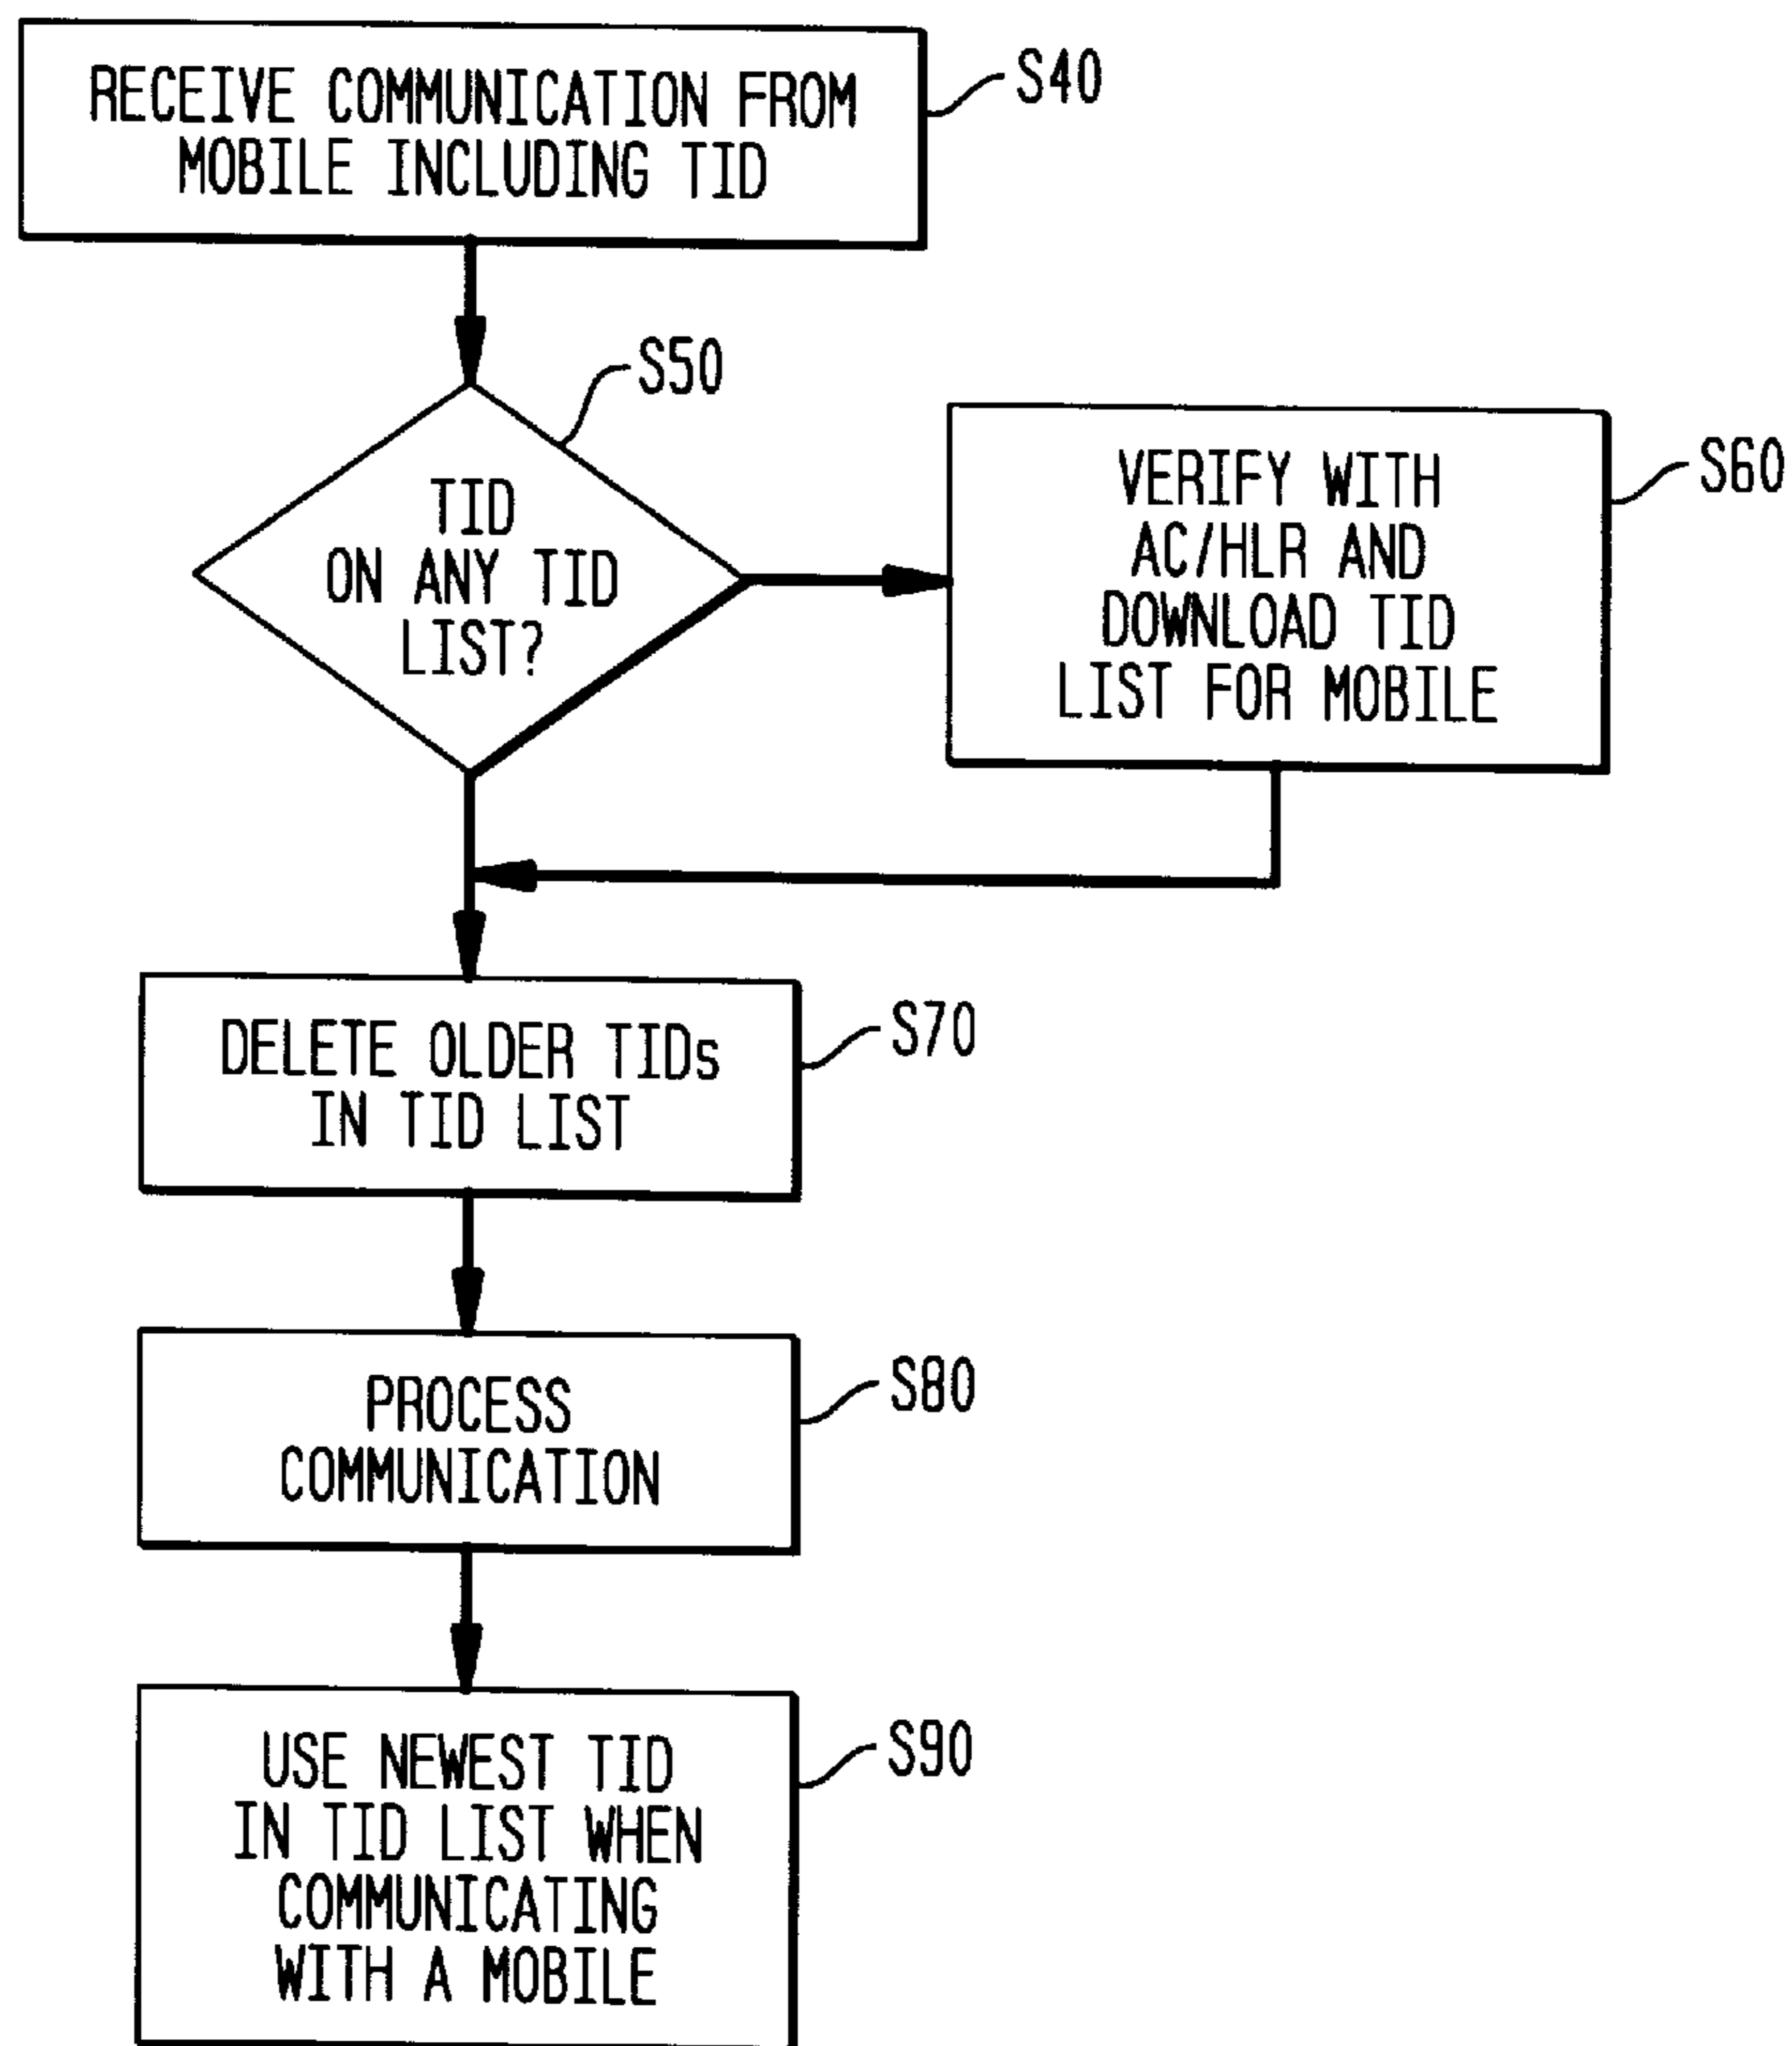 RECEIVE COMMUNICATION FROM
MOBILE INCLUDING TID
S40
S50
TID
ON ANY TID
LIST?
VERIFY WITH
AC/HLR AND
DOWNLOAD TID
LIST FOR MOBILE
S60
DELETE OLDER TIDs
IN TID LIST
S70
PROCESS
COMMUNICATION
S80
USE NEWEST TID
IN TID LIST WHEN
COMMUNICATING
WITH A MOBILE
S90